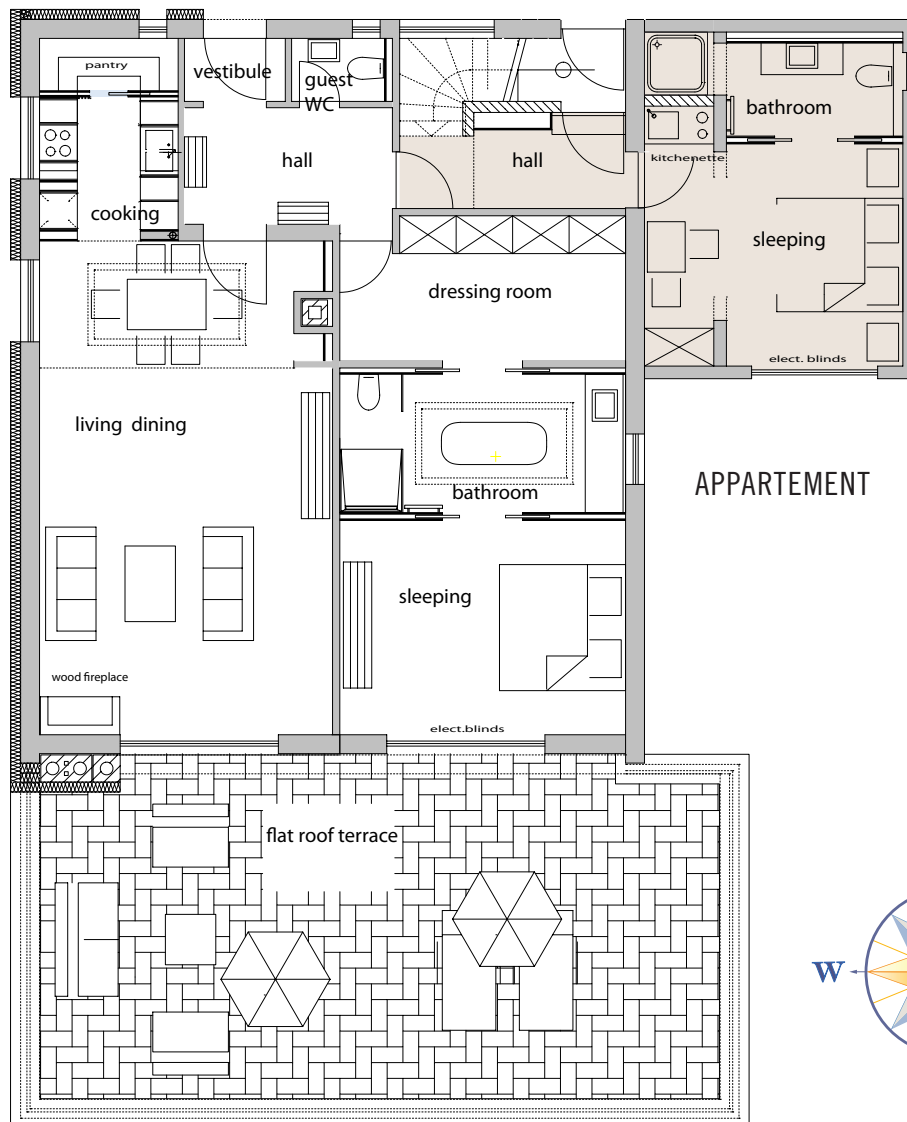 pantry
vestibule
guest
WC
bathroom
hall
hall
kitchenette
cooking
sleeping
dressing room
elect. blinds
living dining
APPARTEMENT
bathroom
sleeping
wood fireplace
elect.blinds
flat roof terrace
W